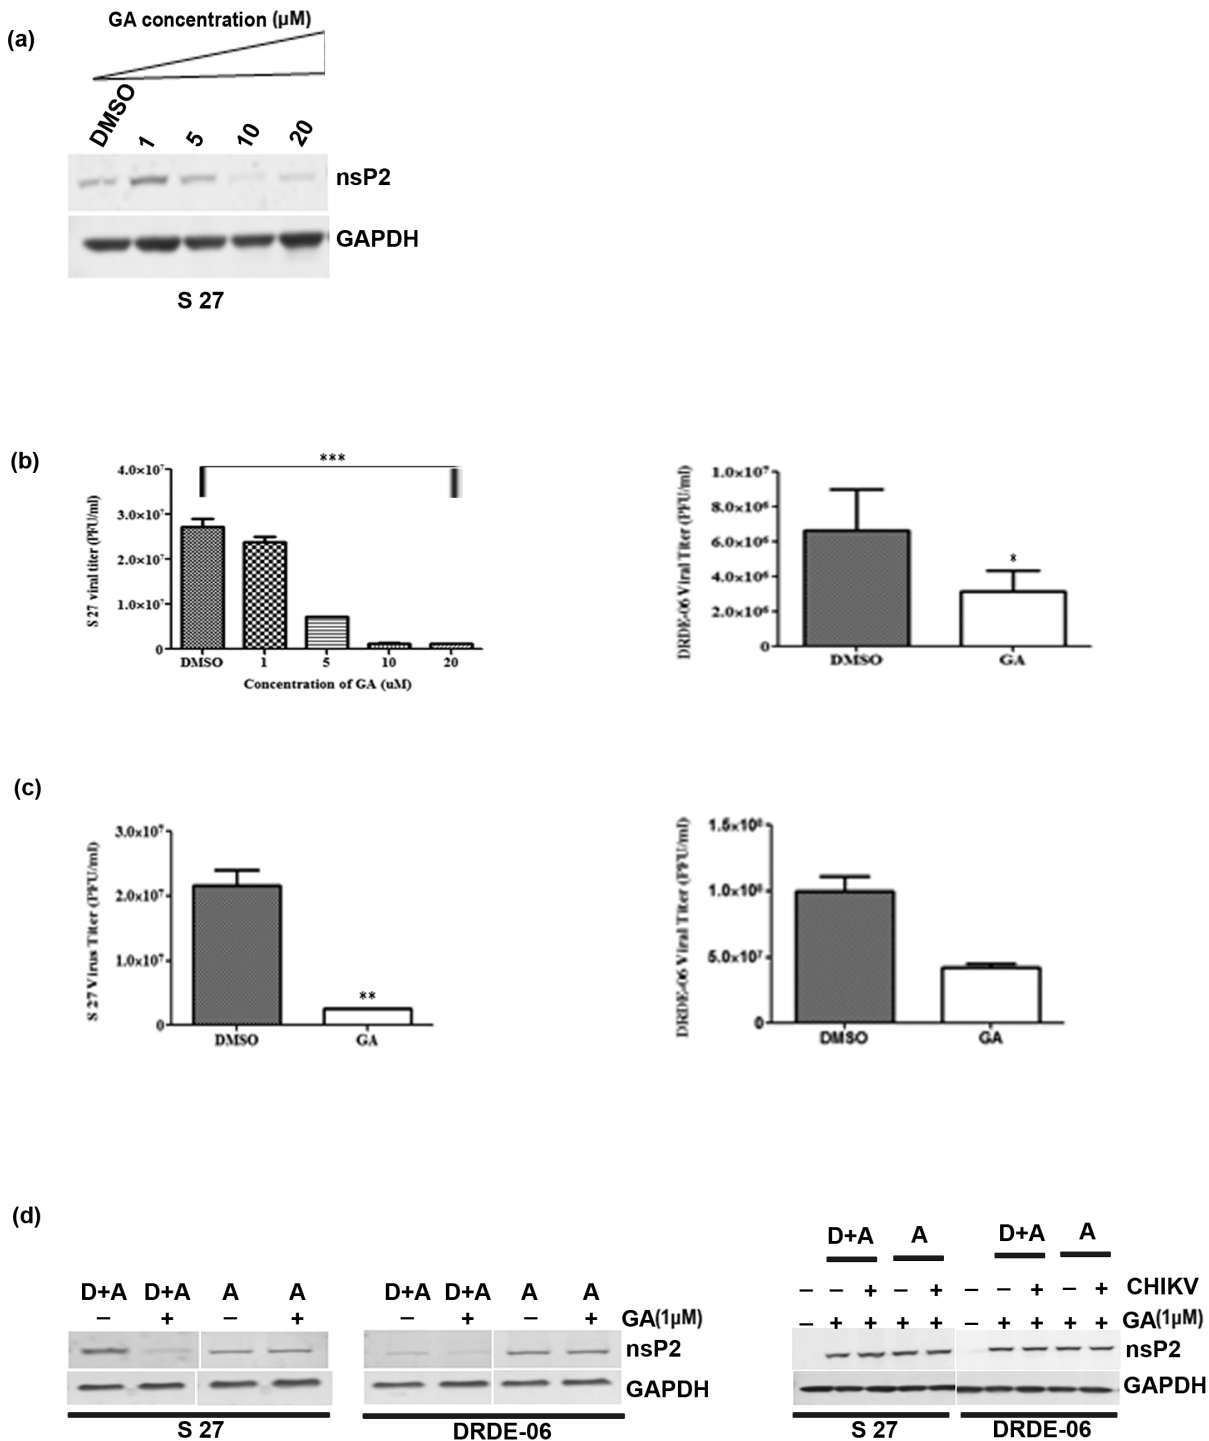 (a)
GA concentration (µM)
DMSO 1 5 10 20
nsP2
GAPDH
S 27
(b)
S 27 viral titer (PFU/ml)
4.0×10⁷
3.0×10⁷
2.0×10⁷
1.0×10⁷
0
***
DMSO 1 5 10 20
Concentration of GA (uM)
DRDE-06 Viral Titer (PFU/ml)
1.0×10⁷
8.0×10⁶
6.0×10⁶
4.0×10⁶
2.0×10⁶
0
*
DMSO GA
(c)
S 27 Virus Titer (PFU/ml)
3.0×10⁷
2.0×10⁷
1.0×10⁷
0
**
DMSO GA
DRDE-06 Viral Titer (PFU/ml)
1.5×10⁸
1.0×10⁸
5.0×10⁷
0
DMSO GA
(d)
D+A D+A A A
– + – +
D+A D+A A A
– + – + GA(1µM)
nsP2
GAPDH
S 27
DRDE-06
D+A A D+A A
– – + – + – – + – + CHIKV
– + + + + – + + + + GA(1µM)
nsP2
GAPDH
S 27
DRDE-06